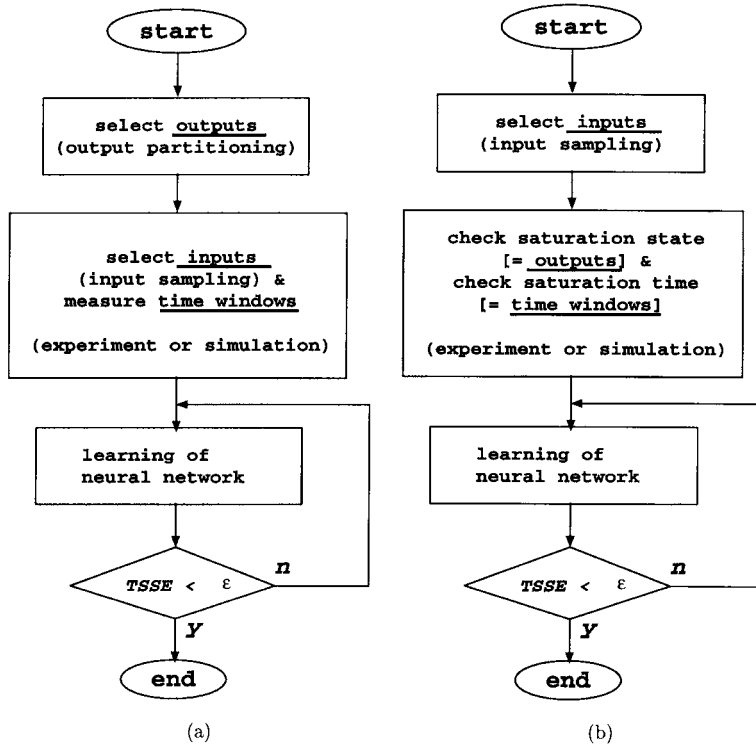 start
select outputs
(output partitioning)
select inputs
(input sampling) &
measure time windows
(experiment or simulation)
learning of
neural network
TSSE < ε
n
y
end
(a)
start
select inputs
(input sampling)
check saturation state
[= outputs] &
check saturation time
[= time windows]
(experiment or simulation)
learning of
neural network
TSSE < ε
n
y
end
(b)